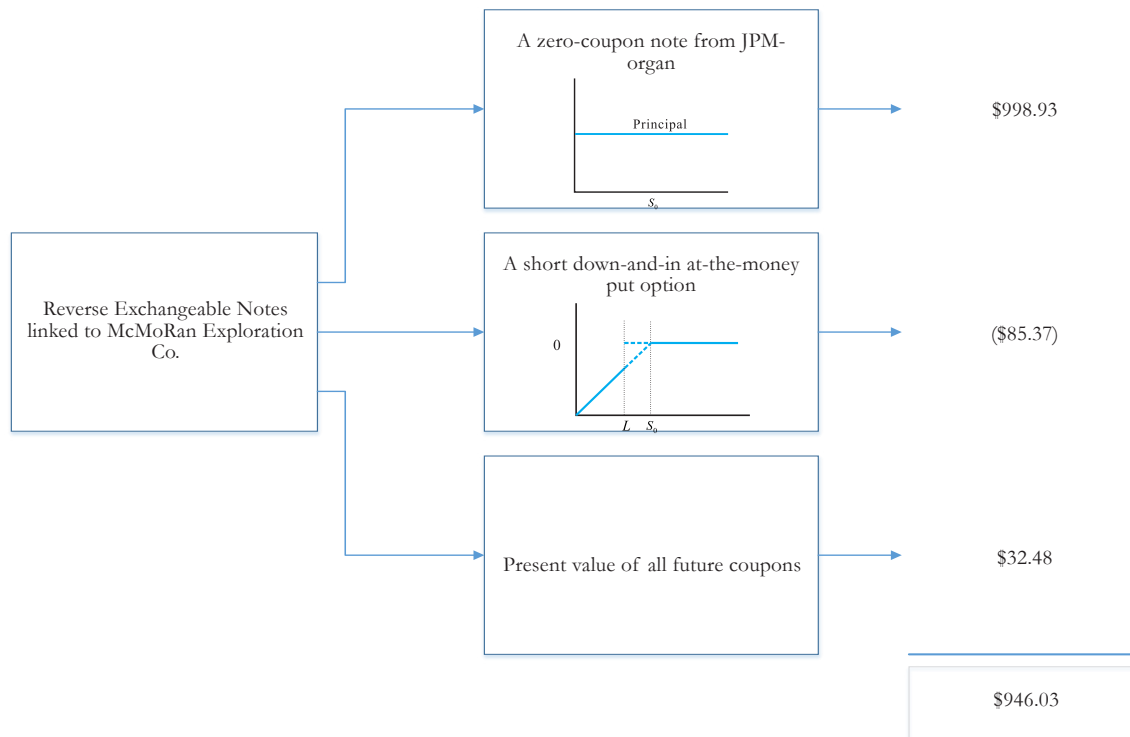 A zero-coupon note from JPM-
organ
Principal
S₀
$998.93
Reverse Exchangeable Notes
linked to McMoRan Exploration
Co.
A short down-and-in at-the-money
put option
0
L S₀
($85.37)
Present value of all future coupons
$32.48
$946.03